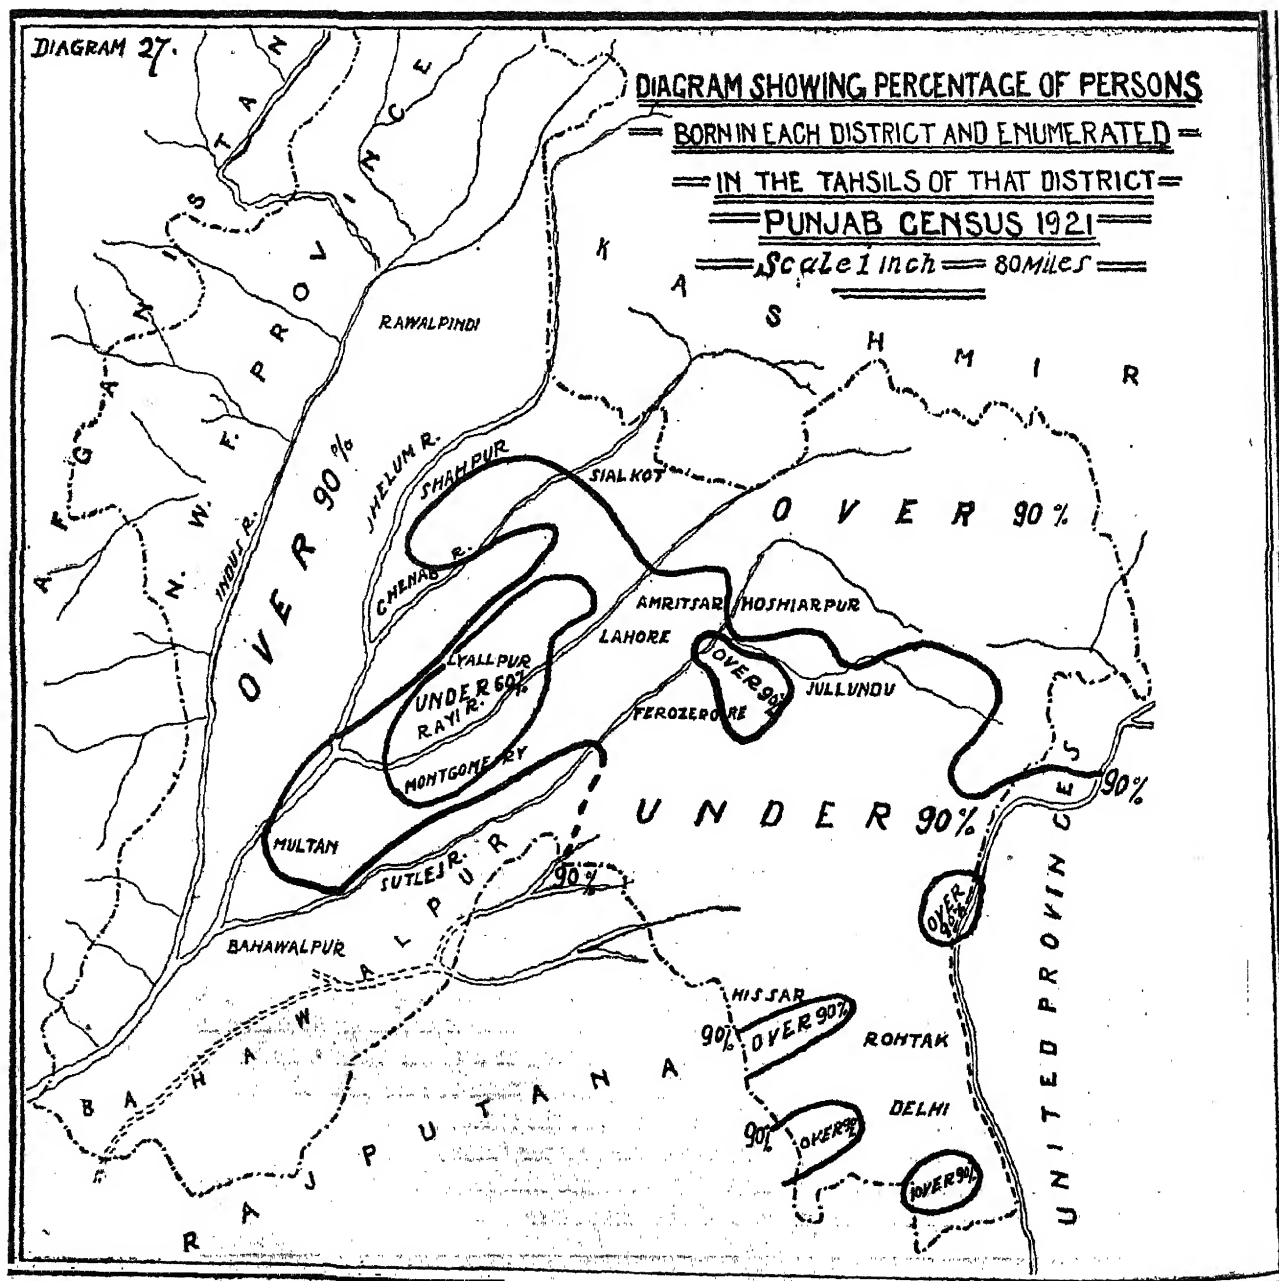 DIAGRAM 27.
DIAGRAM SHOWING PERCENTAGE OF PERSONS
BORN IN EACH DISTRICT AND ENUMERATED
IN THE TAHSILS OF THAT DISTRICT
PUNJAB CENSUS 1921
Scale 1 inch = 80 Miles
AFGANISTAN
N. W. F. PROVINCE
KASHMIR
RAWALPINDI
INDUS R.
OVER 90%
JHELUM R.
SHAHPUR
SIALKOT
OVER 90%
CHENAB R.
AMRITSAR
HOSHIARPUR
LAHORE
LYALLPUR
UNDER 60%
RAVI R.
MONTGOMERY
OVER 90%
JULLUNDU
FEROZEPORE
UNDER 90%
90%
MULTAN
SUTLEJ R.
90%
BAHAWALPUR
BAHAWALPUR
OVER 90%
HISSAR
90%
OVER 90%
ROHTAK
DELHI
90%
OVER 90%
OVER 90%
RAJPUTANA
UNITED PROVINCES